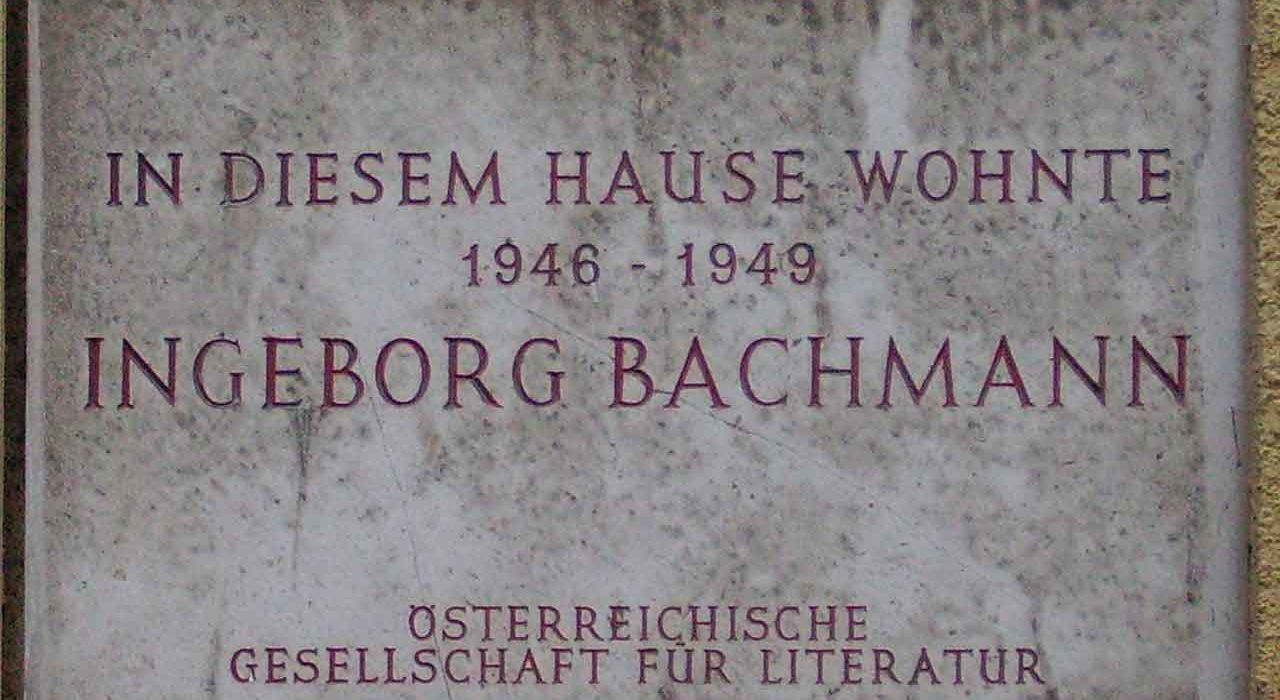 IN DIESEM HAUSE WOHNTE
1946 - 1949
INGEBORG BACHMANN
ÖSTERREICHISCHE
GESELLSCHAFT FÜR LITERATUR